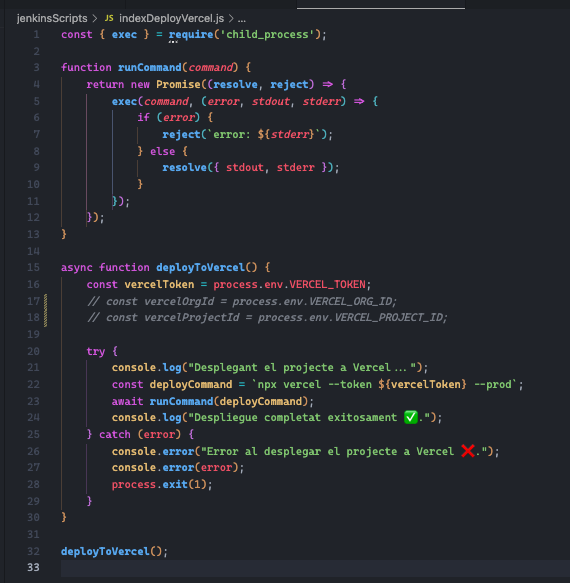 jenkinsScripts > JS indexDeployVercel.js > ...
1 const { exec } = require('child_process');
2
3 function runCommand(command) {
4 return new Promise((resolve, reject) => {
5 exec(command, (error, stdout, stderr) => {
6 if (error) {
7 reject(`error: ${stderr}`);
8 } else {
9 resolve({ stdout, stderr });
10 }
11 });
12 });
13 }
14
15 async function deployToVercel() {
16 const vercelToken = process.env.VERCEL_TOKEN;
17 // const vercelOrgId = process.env.VERCEL_ORG_ID;
18 // const vercelProjectId = process.env.VERCEL_PROJECT_ID;
19
20 try {
21 console.log("Desplegant el projecte a Vercel...");
22 const deployCommand = `npx vercel --token ${vercelToken} --prod`;
23 await runCommand(deployCommand);
24 console.log("Despliegue completat exitosament ✅.");
25 } catch (error) {
26 console.error("Error al desplegar el projecte a Vercel ❌.");
27 console.error(error);
28 process.exit(1);
29 }
30 }
31
32 deployToVercel();
33